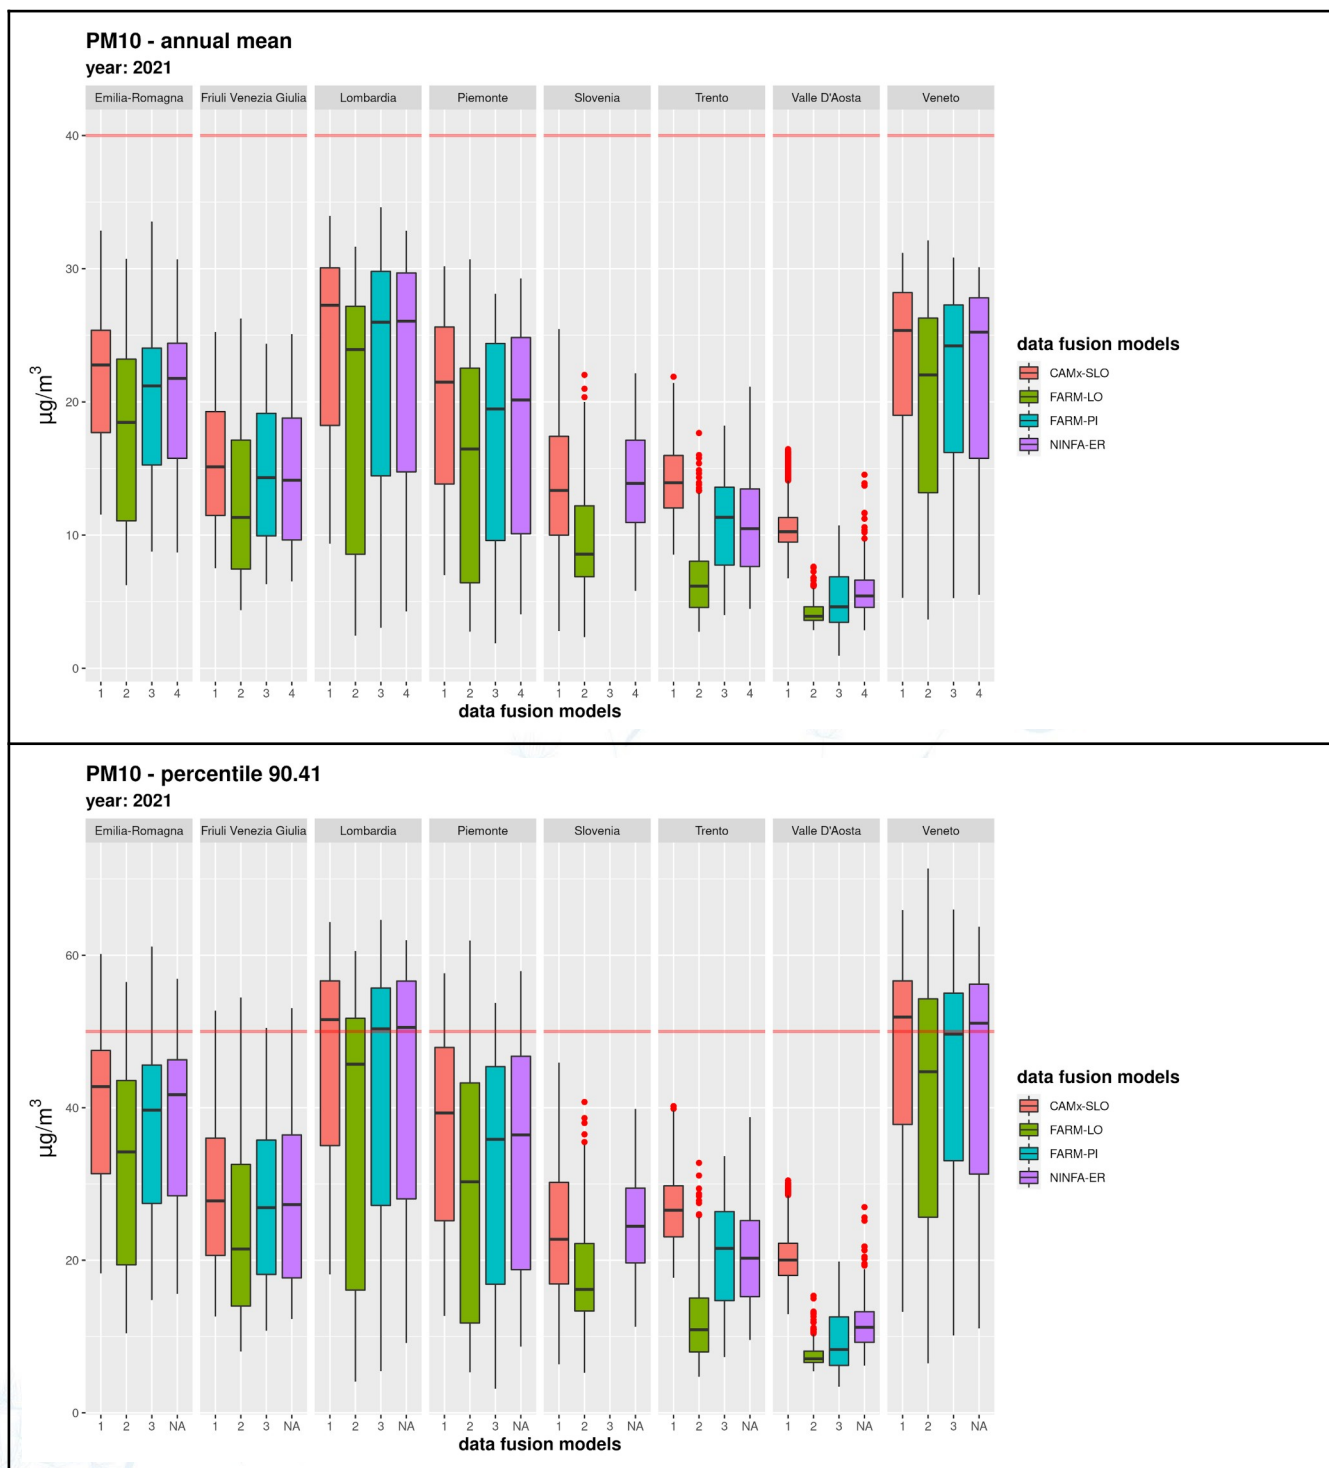 PM10 - annual mean
year: 2021
Emilia-Romagna Friuli Venezia Giulia Lombardia Piemonte Slovenia Trento Valle D'Aosta Veneto
40
30
20
10
0
µg/m³
1 2 3 4 1 2 3 4 1 2 3 4 1 2 3 4 1 2 3 4 1 2 3 4 1 2 3 4 1 2 3 4
data fusion models
data fusion models
CAMx-SLO
FARM-LO
FARM-PI
NINFA-ER
PM10 - percentile 90.41
year: 2021
Emilia-Romagna Friuli Venezia Giulia Lombardia Piemonte Slovenia Trento Valle D'Aosta Veneto
60
40
20
0
µg/m³
1 2 3 NA 1 2 3 NA 1 2 3 NA 1 2 3 NA 1 2 3 NA 1 2 3 NA 1 2 3 NA 1 2 3 NA
data fusion models
data fusion models
CAMx-SLO
FARM-LO
FARM-PI
NINFA-ER